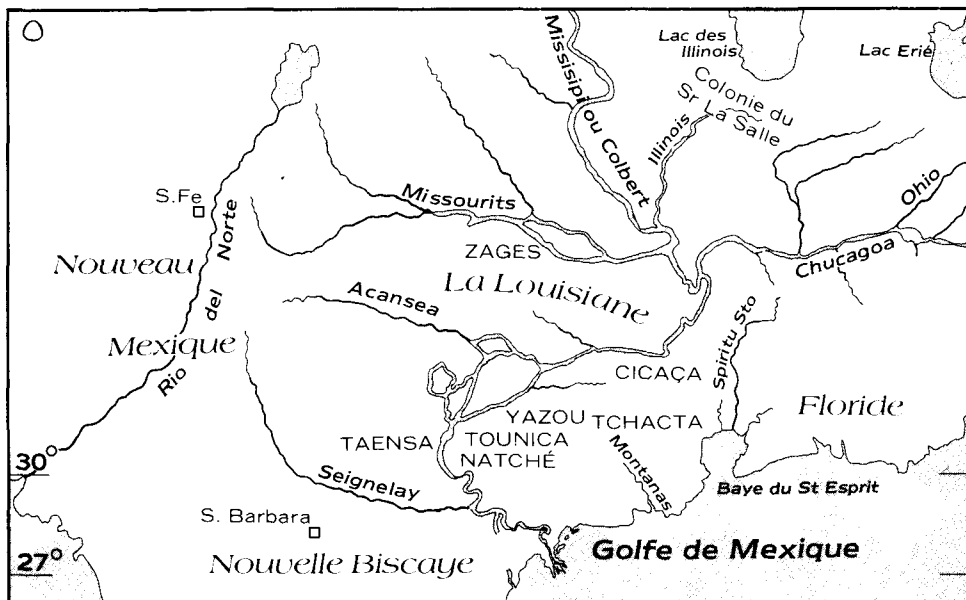 Lac des
Illinois
Lac Erié
Missisipi ou Colbert
Colonie du
Sr La Salle
Illinois
S.Fe
Missourits
Ohio
Chucagoa
ZAGES
Nouveau
Mexique
Rio del Norte
La Louisiane
Acansea
Spiritu Sto
CICAÇA
Floride
YAZOU TCHACTA
TAENSA TOUNICA
NATCHÉ
Montanas
30°
Seignelay
Baye du St Esprit
S. Barbara
27°
Nouvelle Biscaye
Golfe de Mexique